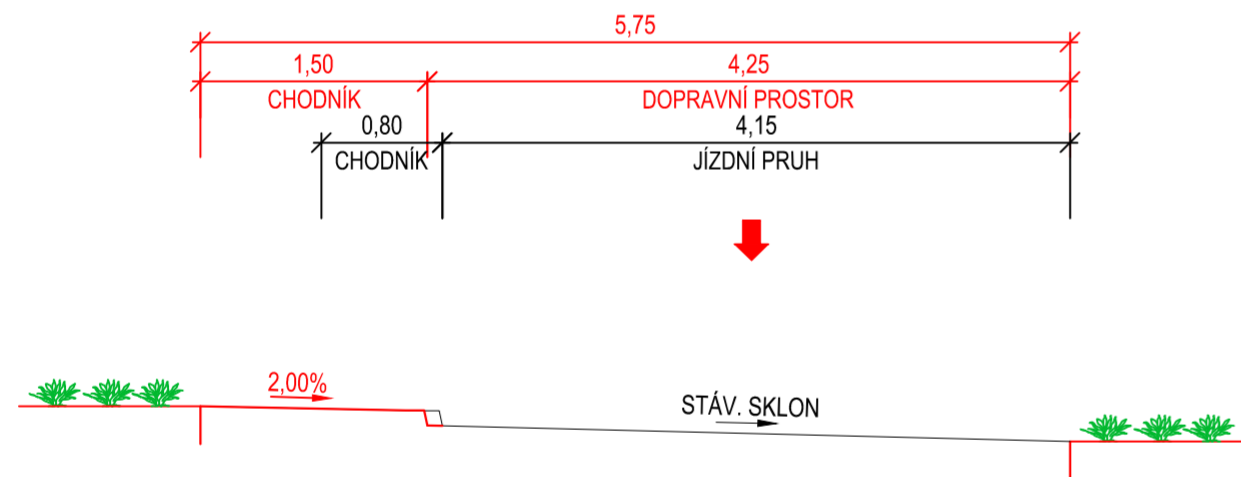 5,75
1,50 4,25
CHODNÍK DOPRAVNÍ PROSTOR
0,80 4,15
CHODNÍK JÍZDNÍ PRUH
2,00%
STÁV. SKLON